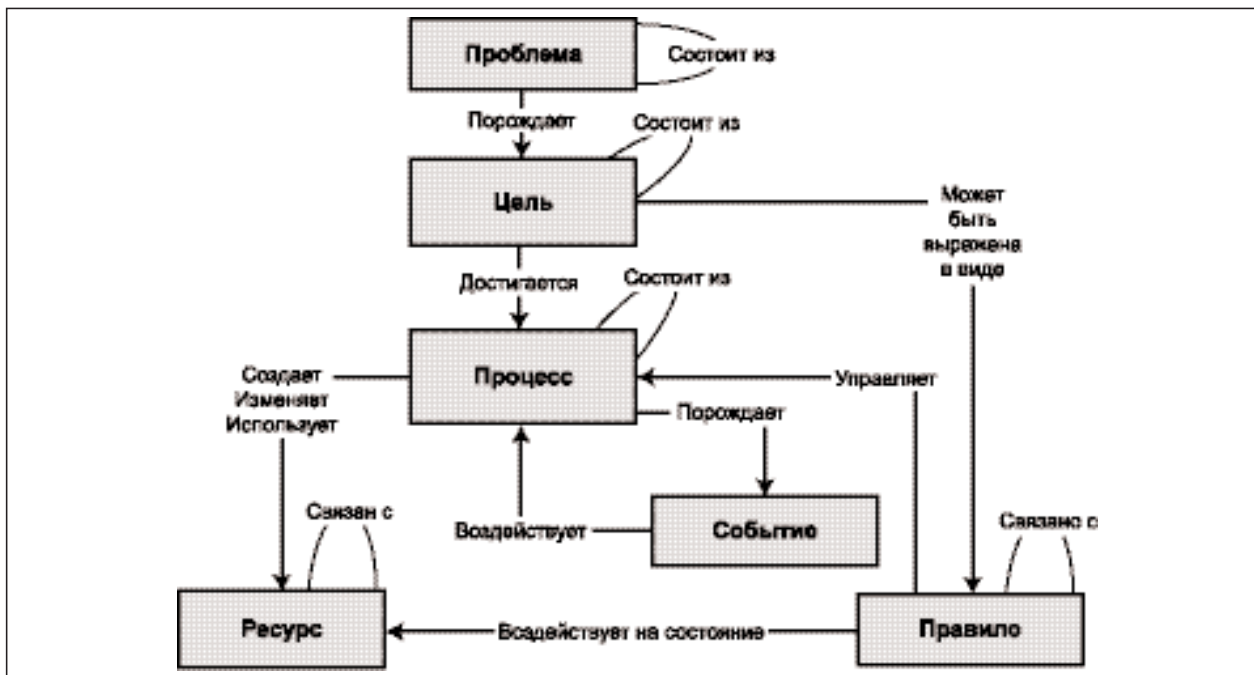 Проблема
Состоит из
Порождает
Состоит из
Цель
Может
быть
выражена
в виде
Достигается
Состоит из
Процесс
Создает
Изменяет
Использует
Управляет
Порождает
Связан с
Воздействует
Событие
Связано с
Ресурс
Воздействует на состояние
Правило